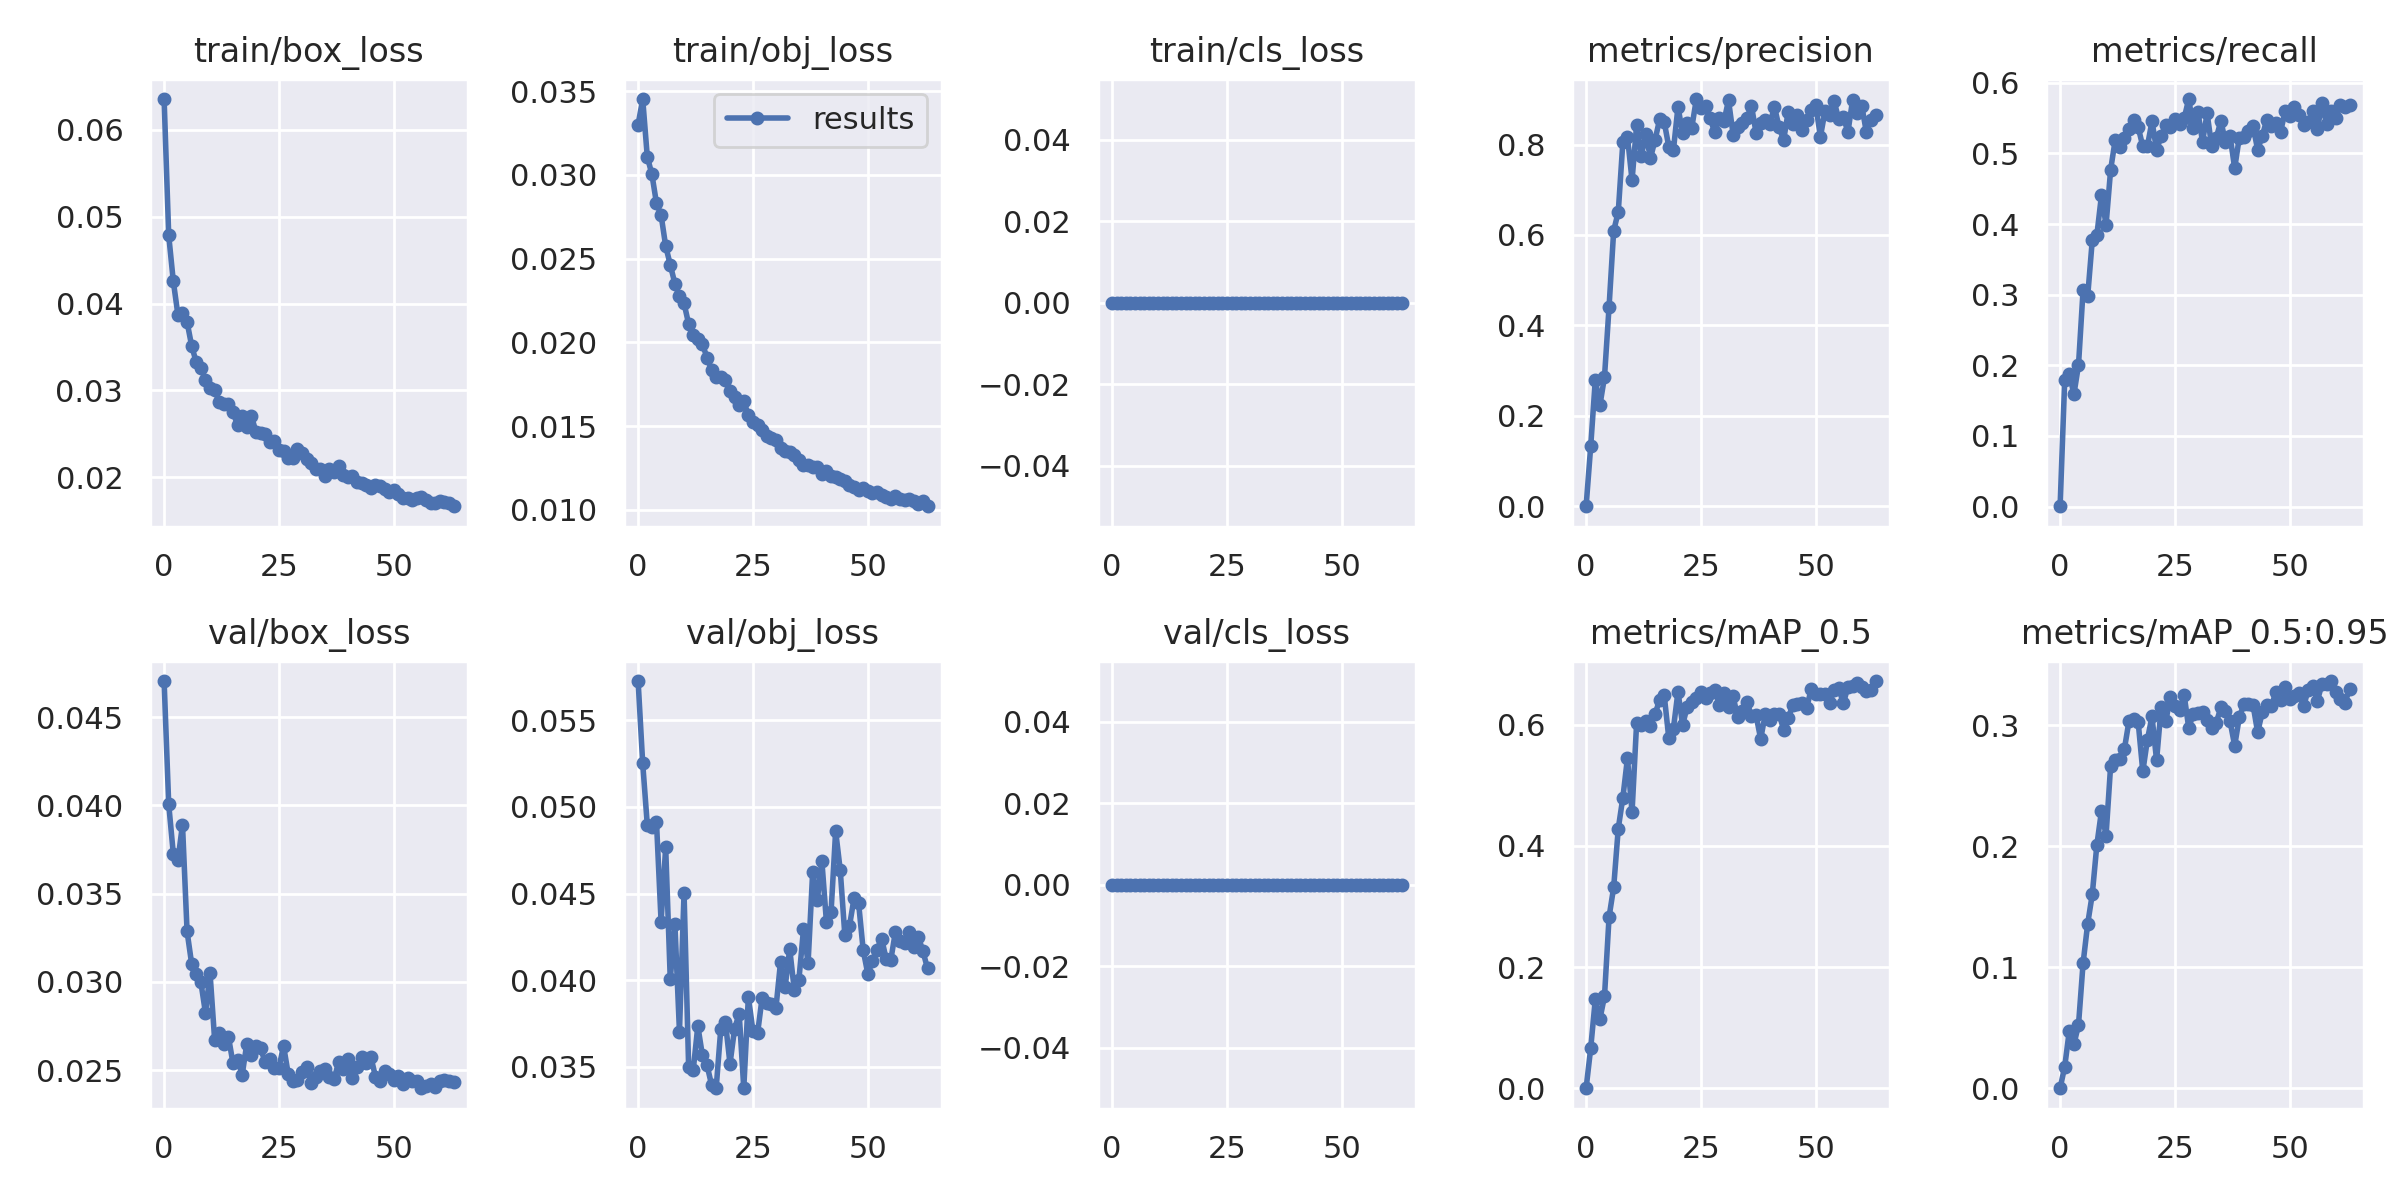 train/box_loss
0.06
0.05
0.04
0.03
0.02
0 25 50
train/obj_loss
results
0.035
0.030
0.025
0.020
0.015
0.010
0 25 50
train/cls_loss
0.04
0.02
0.00
−0.02
−0.04
0 25 50
metrics/precision
0.8
0.6
0.4
0.2
0.0
0 25 50
metrics/recall
0.6
0.5
0.4
0.3
0.2
0.1
0.0
0 25 50
val/box_loss
0.045
0.040
0.035
0.030
0.025
0 25 50
val/obj_loss
0.055
0.050
0.045
0.040
0.035
0 25 50
val/cls_loss
0.04
0.02
0.00
−0.02
−0.04
0 25 50
metrics/mAP_0.5
0.6
0.4
0.2
0.0
0 25 50
metrics/mAP_0.5:0.95
0.3
0.2
0.1
0.0
0 25 50